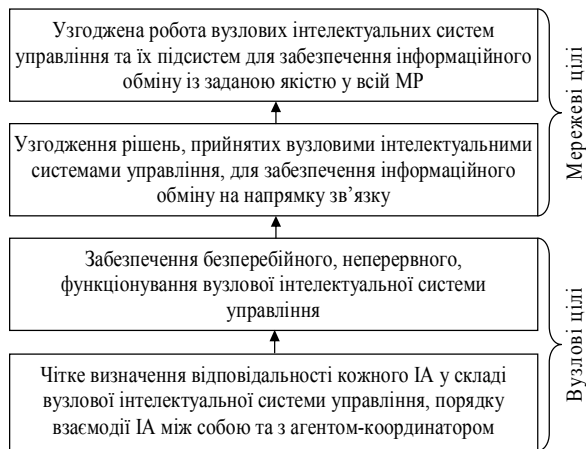 Узгоджена робота вузлових інтелектуальних систем
управління та їх підсистем для забезпечення інформаційного
обміну із заданою якістю у всій МР
Узгодження рішень, прийнятих вузловими інтелектуальними
системами управління, для забезпечення інформаційного
обміну на напрямку зв’язку
Мережеві цілі
Забезпечення безперебійного, неперервного,
функціонування вузлової інтелектуальної системи
управління
Чітке визначення відповідальності кожного ІА у складі
вузлової інтелектуальної системи управління, порядку
взаємодії ІА між собою та з агентом-координатором
Вузлові цілі